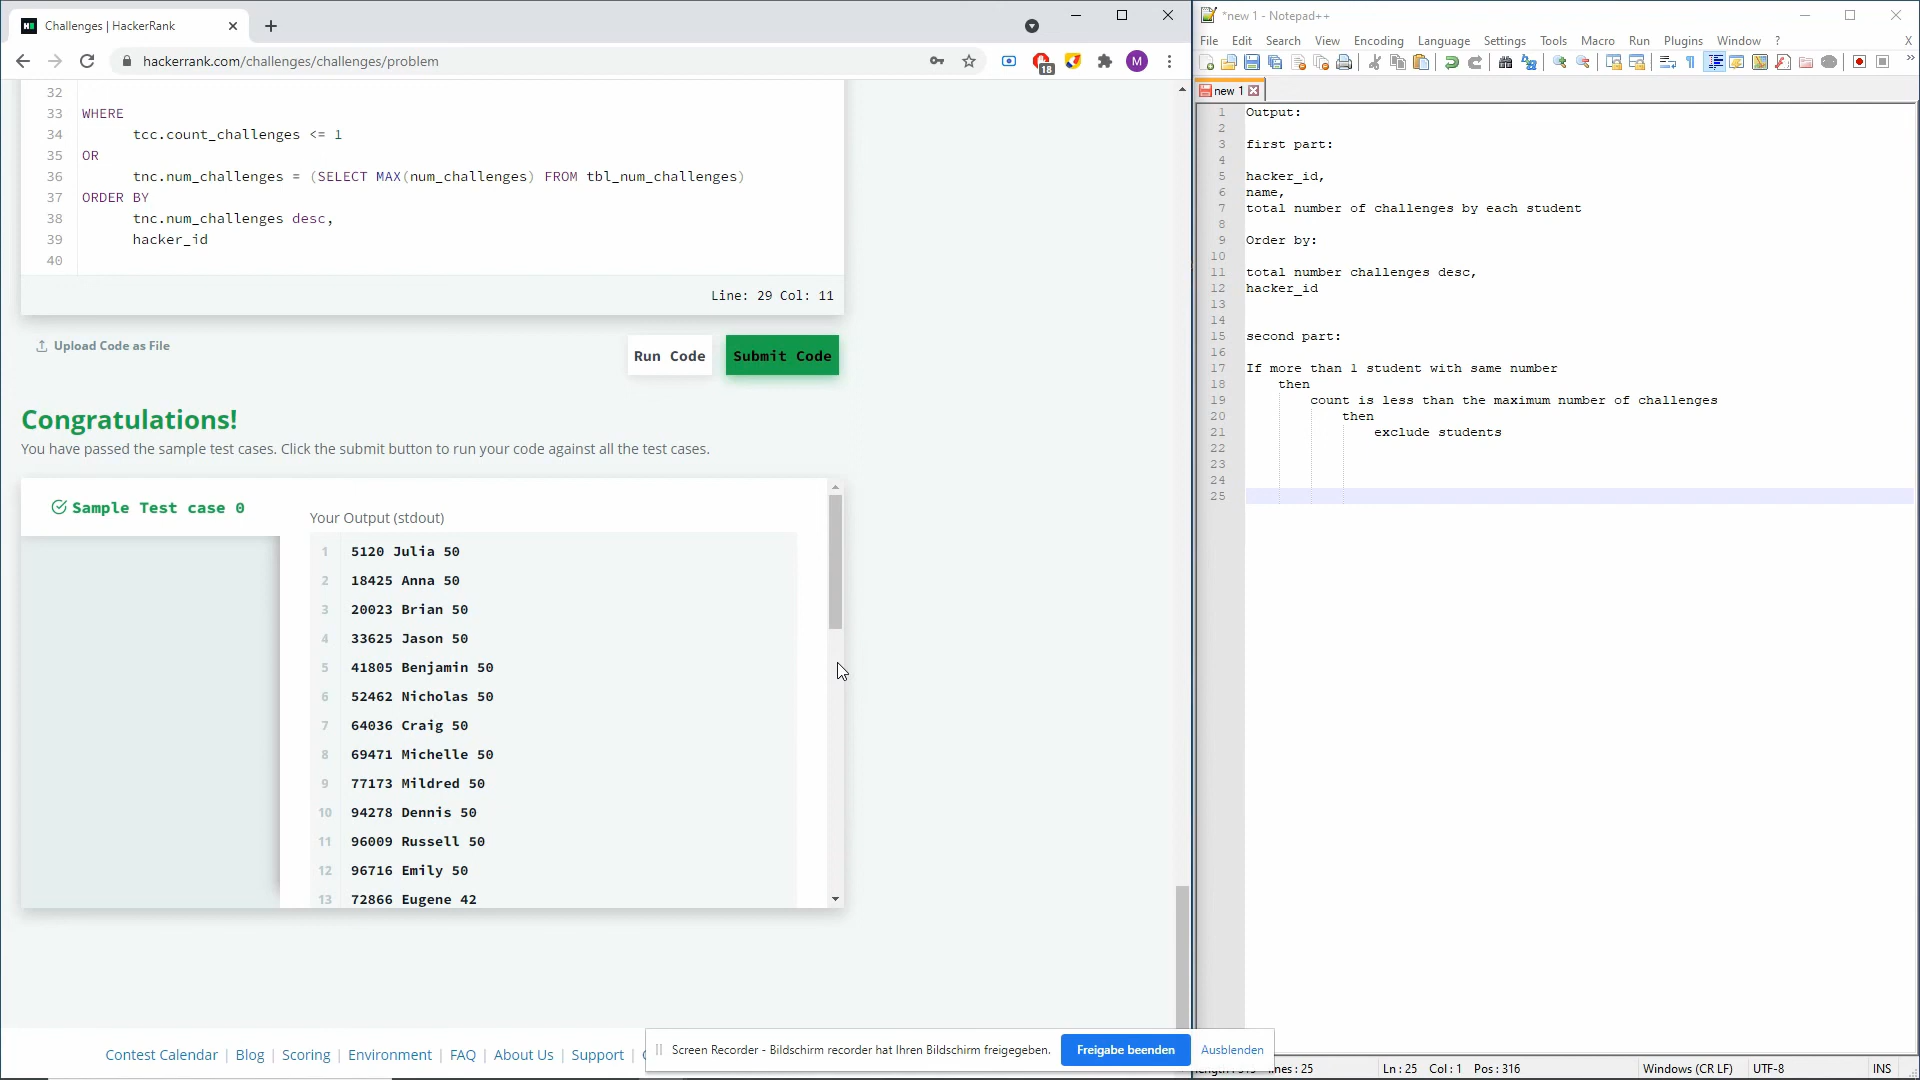 Challenges | HackerRank
hackerrank.com/challenges/challenges/problem
18
M
32
33 WHERE
34 tcc.count_challenges <= 1
35 OR
36 tnc.num_challenges = (SELECT MAX(num_challenges) FROM tbl_num_challenges)
37 ORDER BY
38 tnc.num_challenges desc,
39 hacker_id
40
Line: 29 Col: 11
Upload Code as File
Run Code
Submit Code
Congratulations!
You have passed the sample test cases. Click the submit button to run your code against all the test cases.
Sample Test case 0
Your Output (stdout)
1 5120 Julia 50
2 18425 Anna 50
3 20023 Brian 50
4 33625 Jason 50
5 41805 Benjamin 50
6 52462 Nicholas 50
7 64036 Craig 50
8 69471 Michelle 50
9 77173 Mildred 50
10 94278 Dennis 50
11 96009 Russell 50
12 96716 Emily 50
13 72866 Eugene 42
Contest Calendar | Blog | Scoring | Environment | FAQ | About Us | Support |
Screen Recorder - Bildschirm recorder hat Ihren Bildschirm freigegeben.
Freigabe beenden
Ausblenden
*new 1 - Notepad++
File Edit Search View Encoding Language Settings Tools Macro Run Plugins Window ? X
new 1
1 Output:
2
3 first part:
4
5 hacker_id,
6 name,
7 total number of challenges by each student
8
9 Order by:
10
11 total number challenges desc,
12 hacker_id
13
14
15 second part:
16
17 If more than 1 student with same number
18 then
19 count is less than the maximum number of challenges
20 then
21 exclude students
22
23
24
25
lines : 25 Ln : 25 Col : 1 Pos : 316 Windows (CR LF) UTF-8 INS